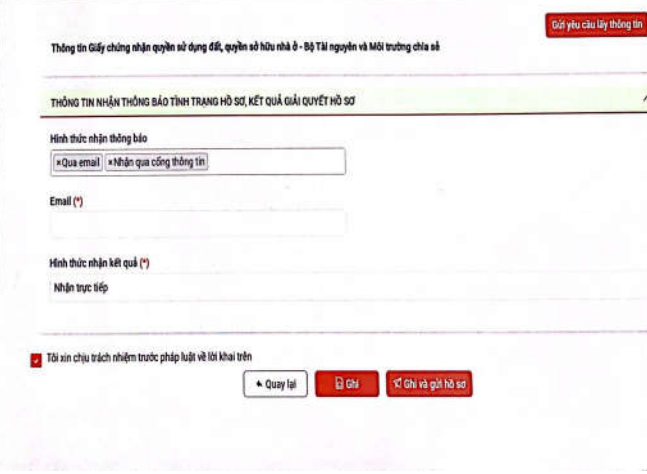 Gửi yêu cầu lấy thông tin
Thông tin Giấy chứng nhận quyền sử dụng đất, quyền sở hữu nhà ở - Bộ Tài nguyên và Môi trường chia sẻ
THÔNG TIN NHẬN THÔNG BÁO TÌNH TRẠNG HỒ SƠ, KẾT QUẢ GIẢI QUYẾT HỒ SƠ
Hình thức nhận thông báo
×Qua email ×Nhận qua cổng thông tin
Email (*)
Hình thức nhận kết quả (*)
Nhận trực tiếp
Tôi xin chịu trách nhiệm trước pháp luật về lời khai trên
Quay lại Ghi Ghi và gửi hồ sơ